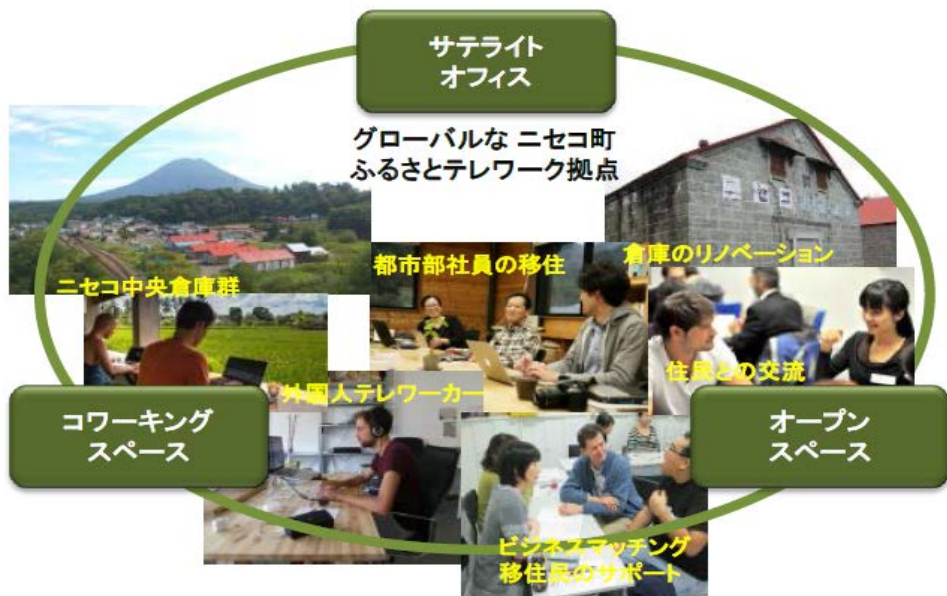 サテライト
オフィス
グローバルな ニセコ町
ふるさとテレワーク拠点
ニセコ
都市部社員の移住
倉庫のリノベーション
ニセコ中央倉庫群
外国人テレワーカー
住民との交流
コワーキング
スペース
オープン
スペース
ビジネスマッチング
移住民のサポート